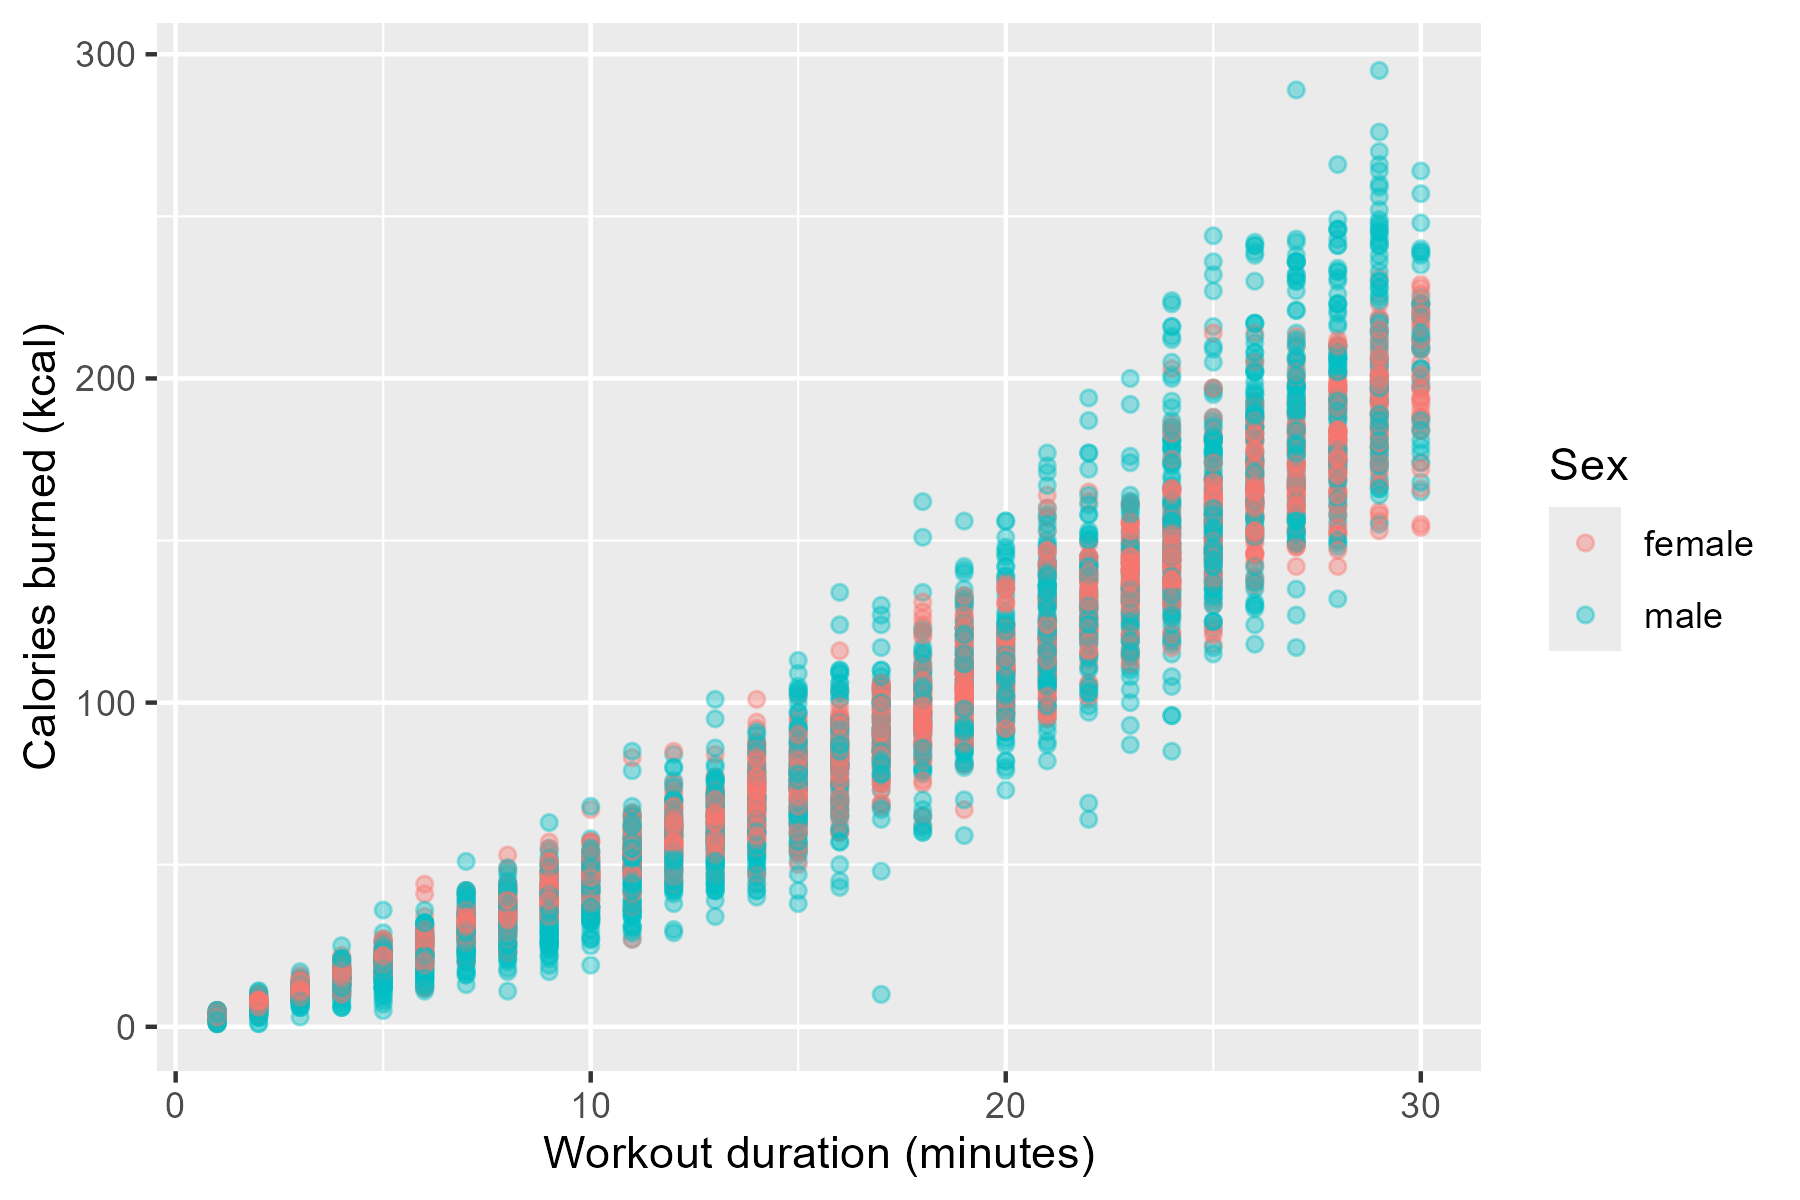 300
200
100
0
Calories burned (kcal)
0 10 20 30
Workout duration (minutes)
Sex
female
male